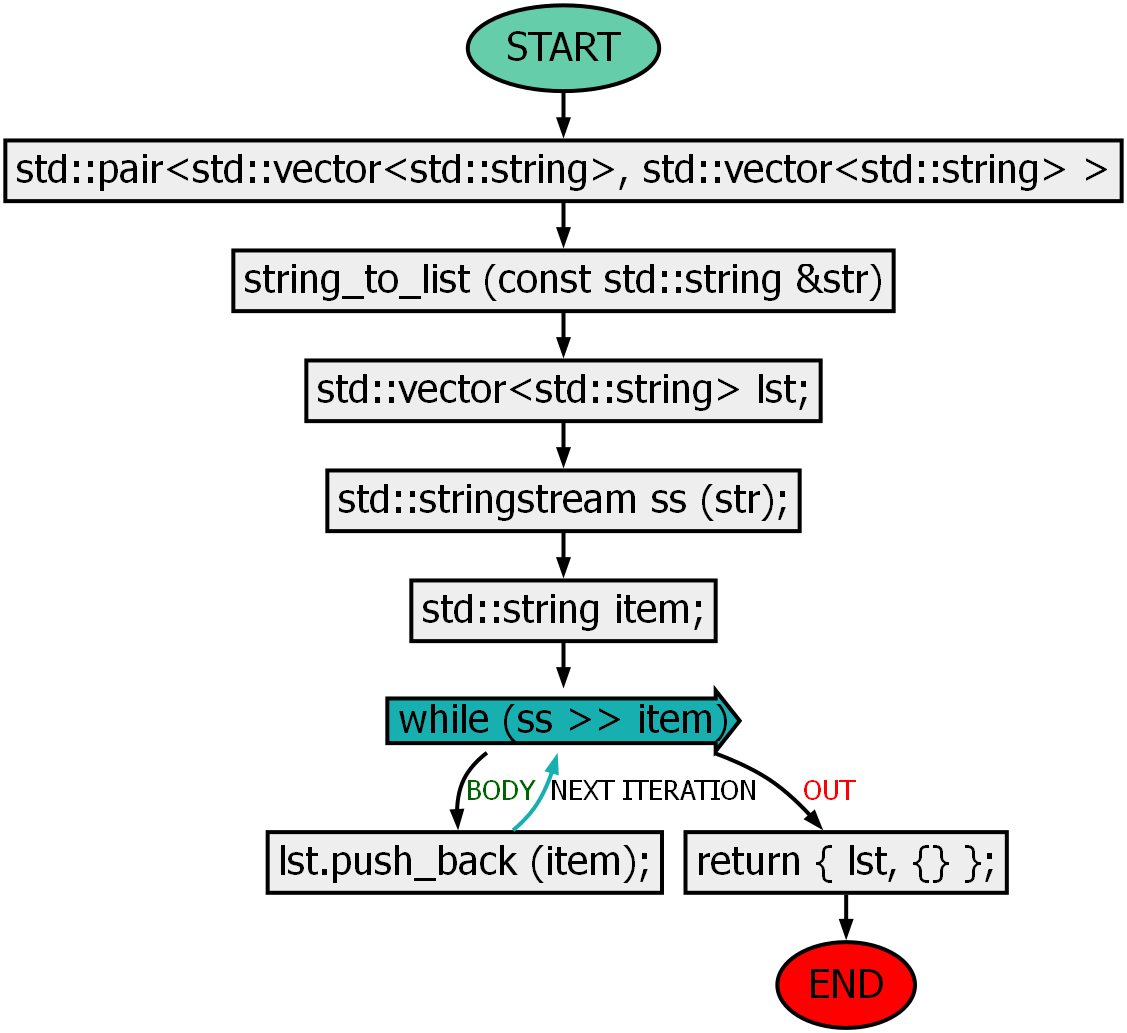 START
std::pair<std::vector<std::string>, std::vector<std::string> >
string_to_list (const std::string &str)
std::vector<std::string> lst;
std::stringstream ss (str);
std::string item;
while (ss >> item)
BODY
NEXT ITERATION
OUT
lst.push_back (item);
return { lst, {} };
END